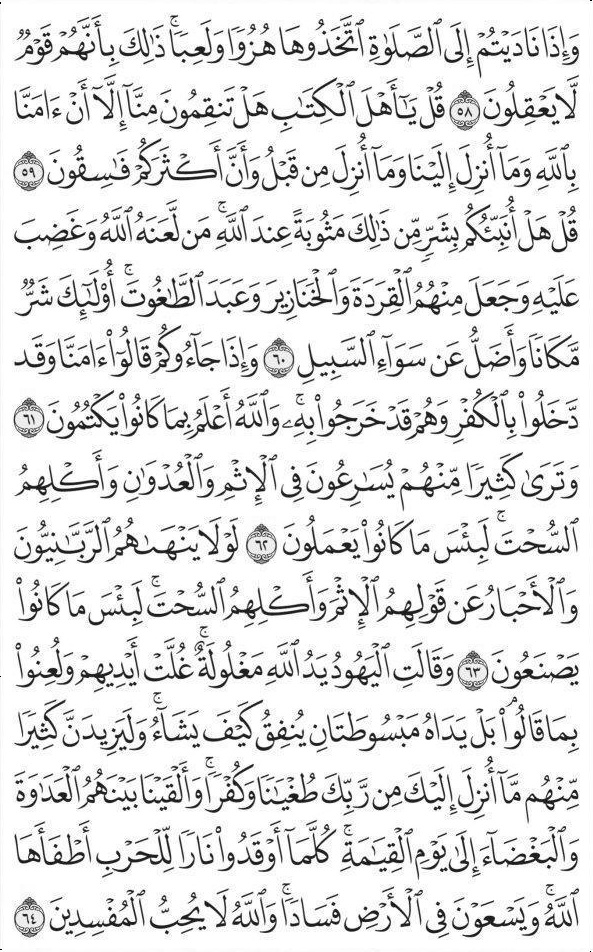 وَإِذَا نَادَيْتُمْ إِلَى ٱلصَّلَوٰةِ ٱتَّخَذُوهَا هُزُوًا وَلَعِبًا ۚ ذَٰلِكَ بِأَنَّهُمْ قَوْمٌ
لَّا يَعْقِلُونَ ٥٨ قُلْ يَٰٓأَهْلَ ٱلْكِتَٰبِ هَلْ تَنقِمُونَ مِنَّآ إِلَّآ أَنْ ءَامَنَّا
بِٱللَّهِ وَمَآ أُنزِلَ إِلَيْنَا وَمَآ أُنزِلَ مِن قَبْلُ وَأَنَّ أَكْثَرَكُمْ فَٰسِقُونَ ٥٩
قُلْ هَلْ أُنَبِّئُكُم بِشَرٍّ مِّن ذَٰلِكَ مَثُوبَةً عِندَ ٱللَّهِ ۚ مَن لَّعَنَهُ ٱللَّهُ وَغَضِبَ
عَلَيْهِ وَجَعَلَ مِنْهُمُ ٱلْقِرَدَةَ وَٱلْخَنَازِيرَ وَعَبَدَ ٱلطَّٰغُوتَ ۚ أُو۟لَٰٓئِكَ شَرٌّ
مَّكَانًا وَأَضَلُّ عَن سَوَآءِ ٱلسَّبِيلِ ٦٠ وَإِذَا جَآءُوكُمْ قَالُوٓا۟ ءَامَنَّا وَقَد
دَّخَلُوا۟ بِٱلْكُفْرِ وَهُمْ قَدْ خَرَجُوا۟ بِهِۦ ۚ وَٱللَّهُ أَعْلَمُ بِمَا كَانُوا۟ يَكْتُمُونَ ٦١
وَتَرَىٰ كَثِيرًا مِّنْهُمْ يُسَٰرِعُونَ فِى ٱلْإِثْمِ وَٱلْعُدْوَٰنِ وَأَكْلِهِمُ
ٱلسُّحْتَ ۚ لَبِئْسَ مَا كَانُوا۟ يَعْمَلُونَ ٦٢ لَوْلَا يَنْهَىٰهُمُ ٱلرَّبَّٰنِيُّونَ
وَٱلْأَحْبَارُ عَن قَوْلِهِمُ ٱلْإِثْمَ وَأَكْلِهِمُ ٱلسُّحْتَ ۚ لَبِئْسَ مَا كَانُوا۟
يَصْنَعُونَ ٦٣ وَقَالَتِ ٱلْيَهُودُ يَدُ ٱللَّهِ مَغْلُولَةٌ ۚ غُلَّتْ أَيْدِيهِمْ وَلُعِنُوا۟
بِمَا قَالُوا۟ ۘ بَلْ يَدَاهُ مَبْسُوطَتَانِ يُنفِقُ كَيْفَ يَشَآءُ ۚ وَلَيَزِيدَنَّ كَثِيرًا
مِّنْهُم مَّآ أُنزِلَ إِلَيْكَ مِن رَّبِّكَ طُغْيَٰنًا وَكُفْرًا ۚ وَأَلْقَيْنَا بَيْنَهُمُ ٱلْعَدَٰوَةَ
وَٱلْبَغْضَآءَ إِلَىٰ يَوْمِ ٱلْقِيَٰمَةِ ۚ كُلَّمَآ أَوْقَدُوا۟ نَارًا لِّلْحَرْبِ أَطْفَأَهَا
ٱللَّهُ ۚ وَيَسْعَوْنَ فِى ٱلْأَرْضِ فَسَادًا ۚ وَٱللَّهُ لَا يُحِبُّ ٱلْمُفْسِدِينَ ٦٤